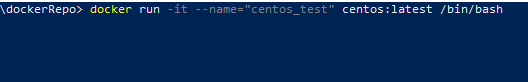 \dockerRepo> docker run -it --name="centos_test" centos:latest /bin/bash